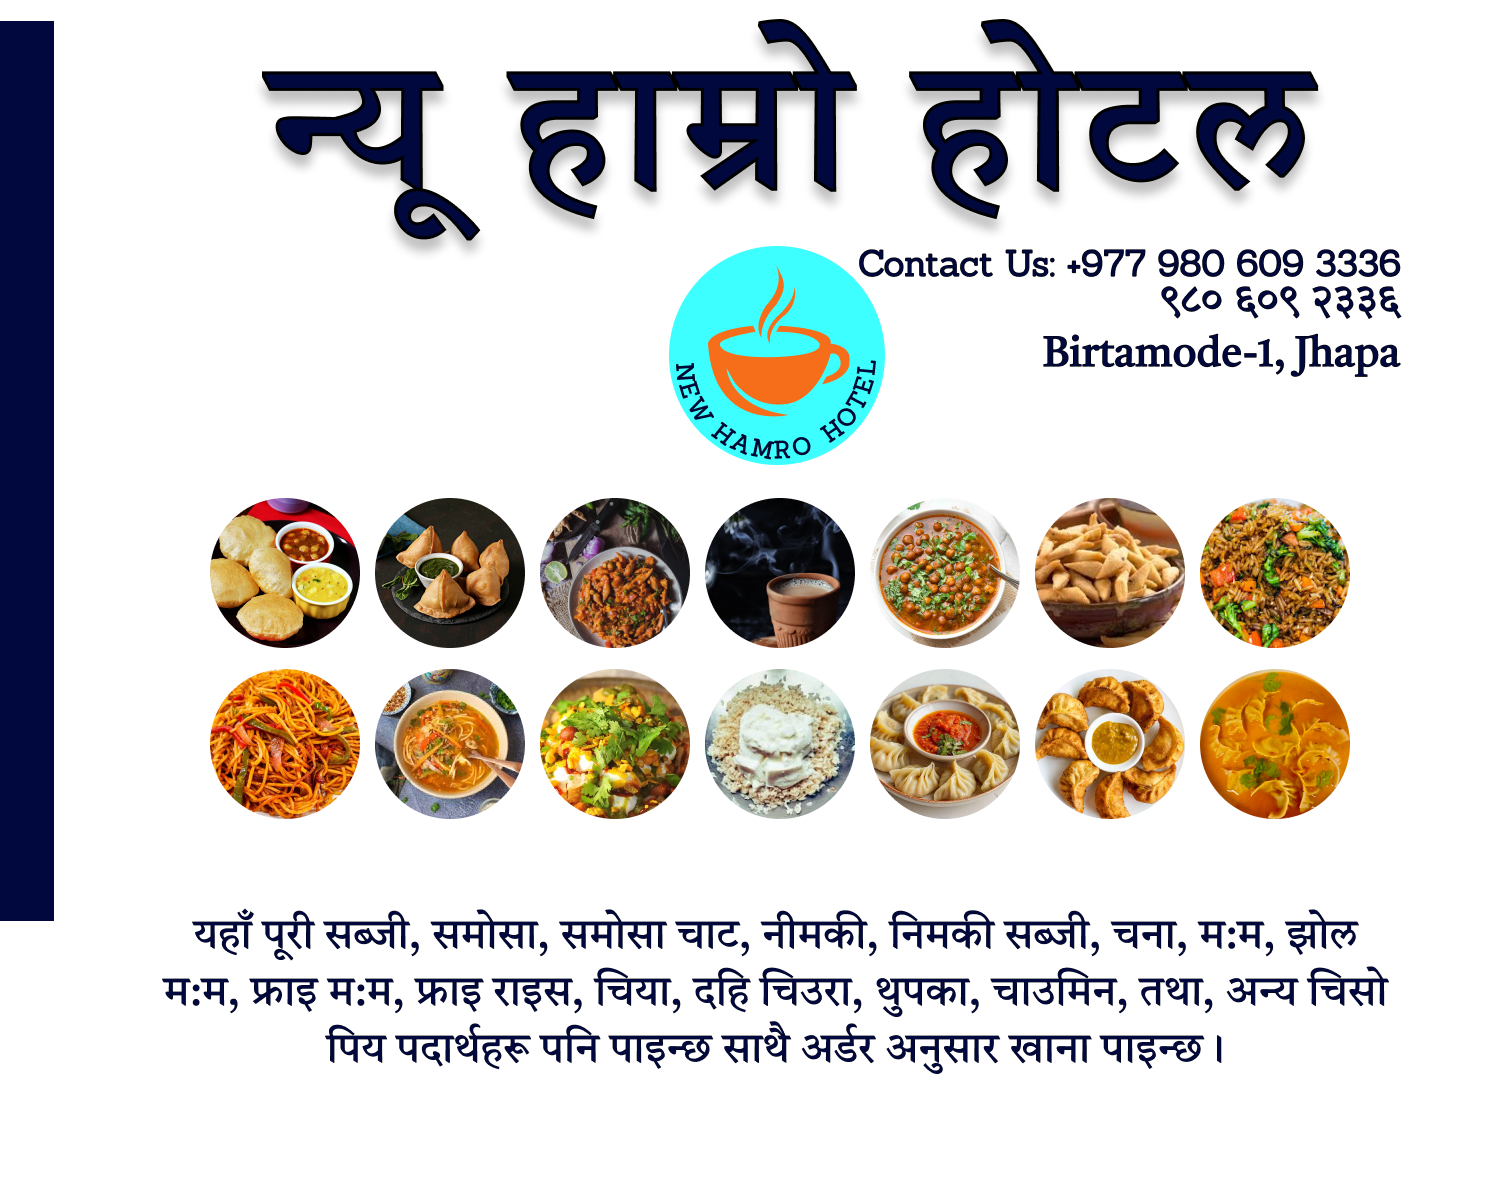 न्यू हाम्रो होटल
Contact Us: +977 980 609 3336
९८० ६०९ २३३६
Birtamode-1, Jhapa
NEW HAMRO HOTEL
यहाँ पूरी सब्जी, समोसा, समोसा चाट, नीमकी, निमकी सब्जी, चना, म:म, झोल
म:म, फ्राइ म:म, फ्राइ राइस, चिया, दहि चिउरा, थुपका, चाउमिन, तथा, अन्य चिसो
पिय पदार्थहरू पनि पाइन्छ साथै अर्डर अनुसार खाना पाइन्छ।